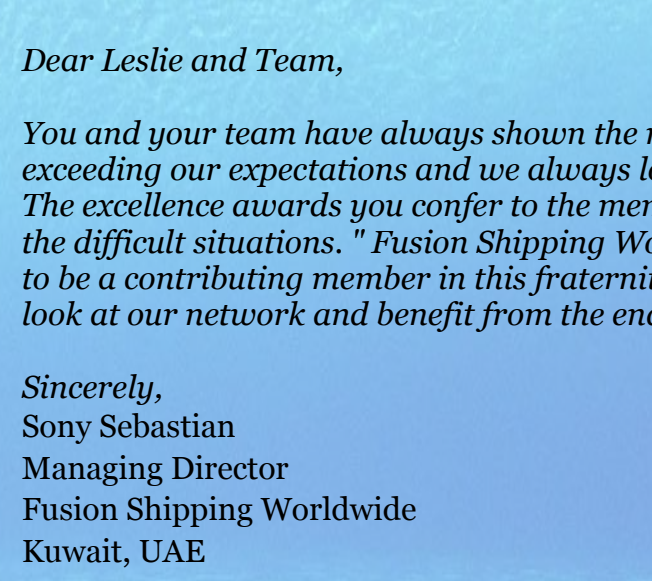 Dear Leslie and Team,
You and your team have always shown the
exceeding our expectations and we always
The excellence awards you confer to the
the difficult situations. " Fusion Shipping
to be a contributing member in this
look at our network and benefit from the
Sincerely,
Sony Sebastian
Managing Director
Fusion Shipping Worldwide
Kuwait, UAE